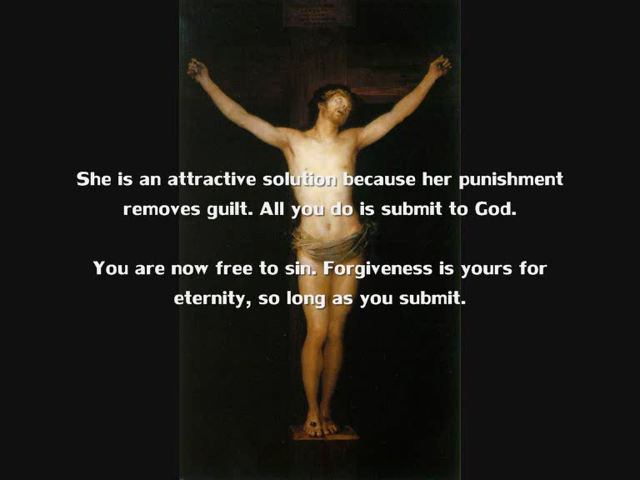 She is an attractive solution because her punishment
removes guilt. All you do is submit to God.
You are now free to sin. Forgiveness is yours for
eternity, so long as you submit.